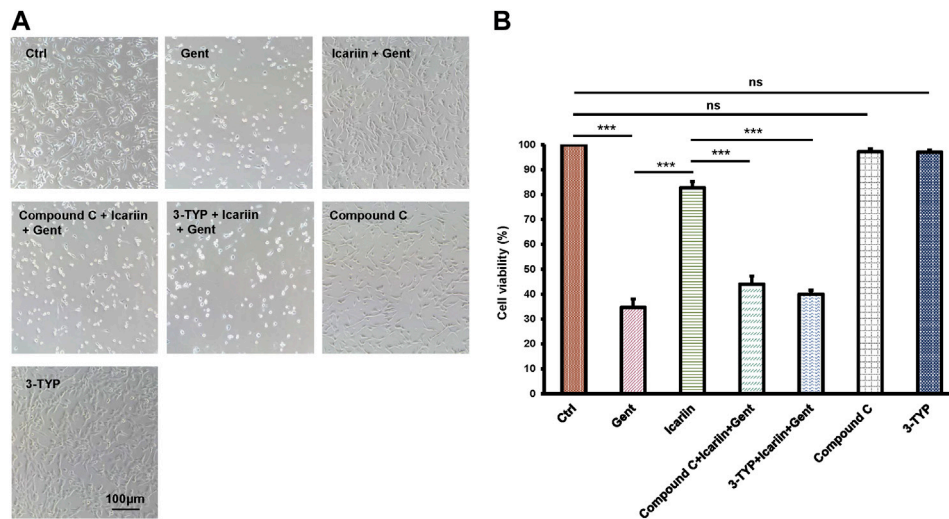 A
Ctrl
Gent
Icariin + Gent
Compound C + Icariin
+ Gent
3-TYP + Icariin
+ Gent
Compound C
3-TYP
100µm
B
ns
ns
***
***
***
***
Cell viability (%)
100
90
80
70
60
50
40
30
20
10
0
Ctrl
Gent
Icariin
Compound C+Icariin+Gent
3-TYP+Icariin+Gent
Compound C
3-TYP